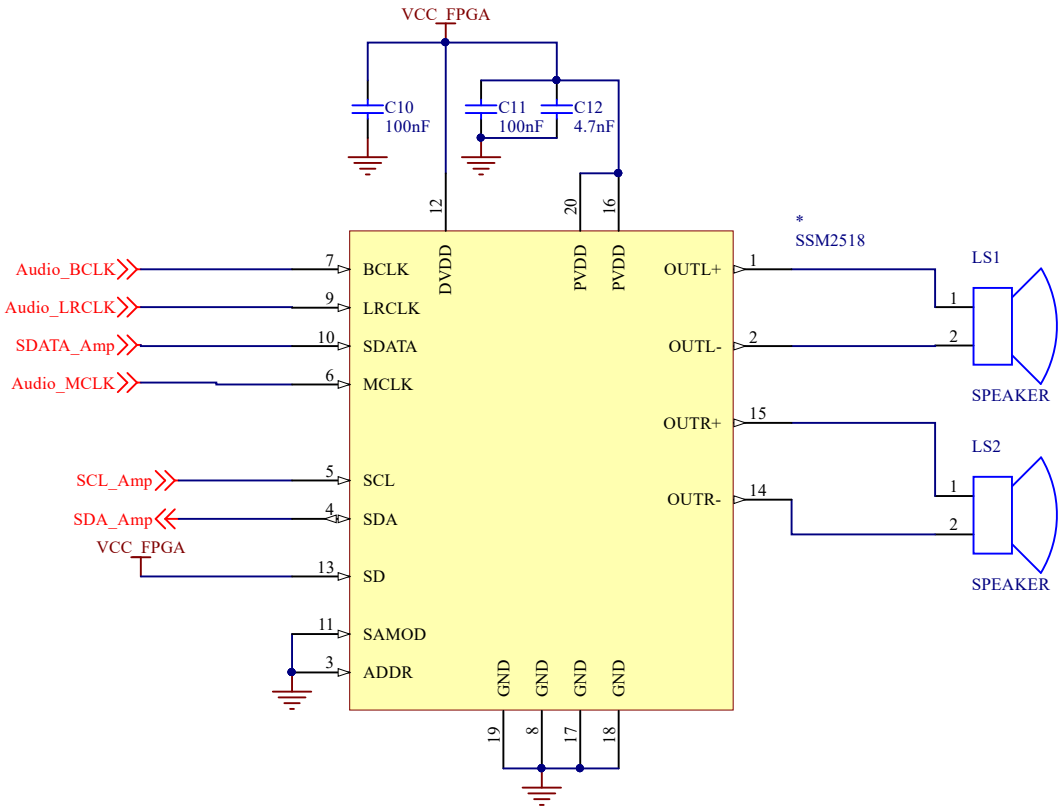 VCC_FPGA
C10
100nF
C11
100nF
C12
4.7nF
12
20
16
*
SSM2518
DVDD
PVDD
PVDD
Audio_BCLK
7
BCLK
OUTL+
1
LS1
1
2
SPEAKER
Audio_LRCLK
9
LRCLK
SDATA_Amp
10
SDATA
OUTL-
2
Audio_MCLK
6
MCLK
OUTR+
15
LS2
1
2
SPEAKER
SCL_Amp
5
SCL
OUTR-
14
SDA_Amp
4
SDA
VCC_FPGA
13
SD
11
SAMOD
3
ADDR
GND
GND
GND
GND
19
8
17
18